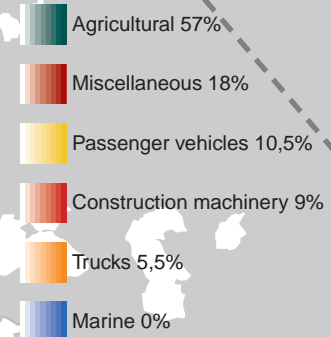 Agricultural 57%
Miscellaneous 18%
Passenger vehicles 10,5%
Construction machinery 9%
Trucks 5,5%
Marine 0%